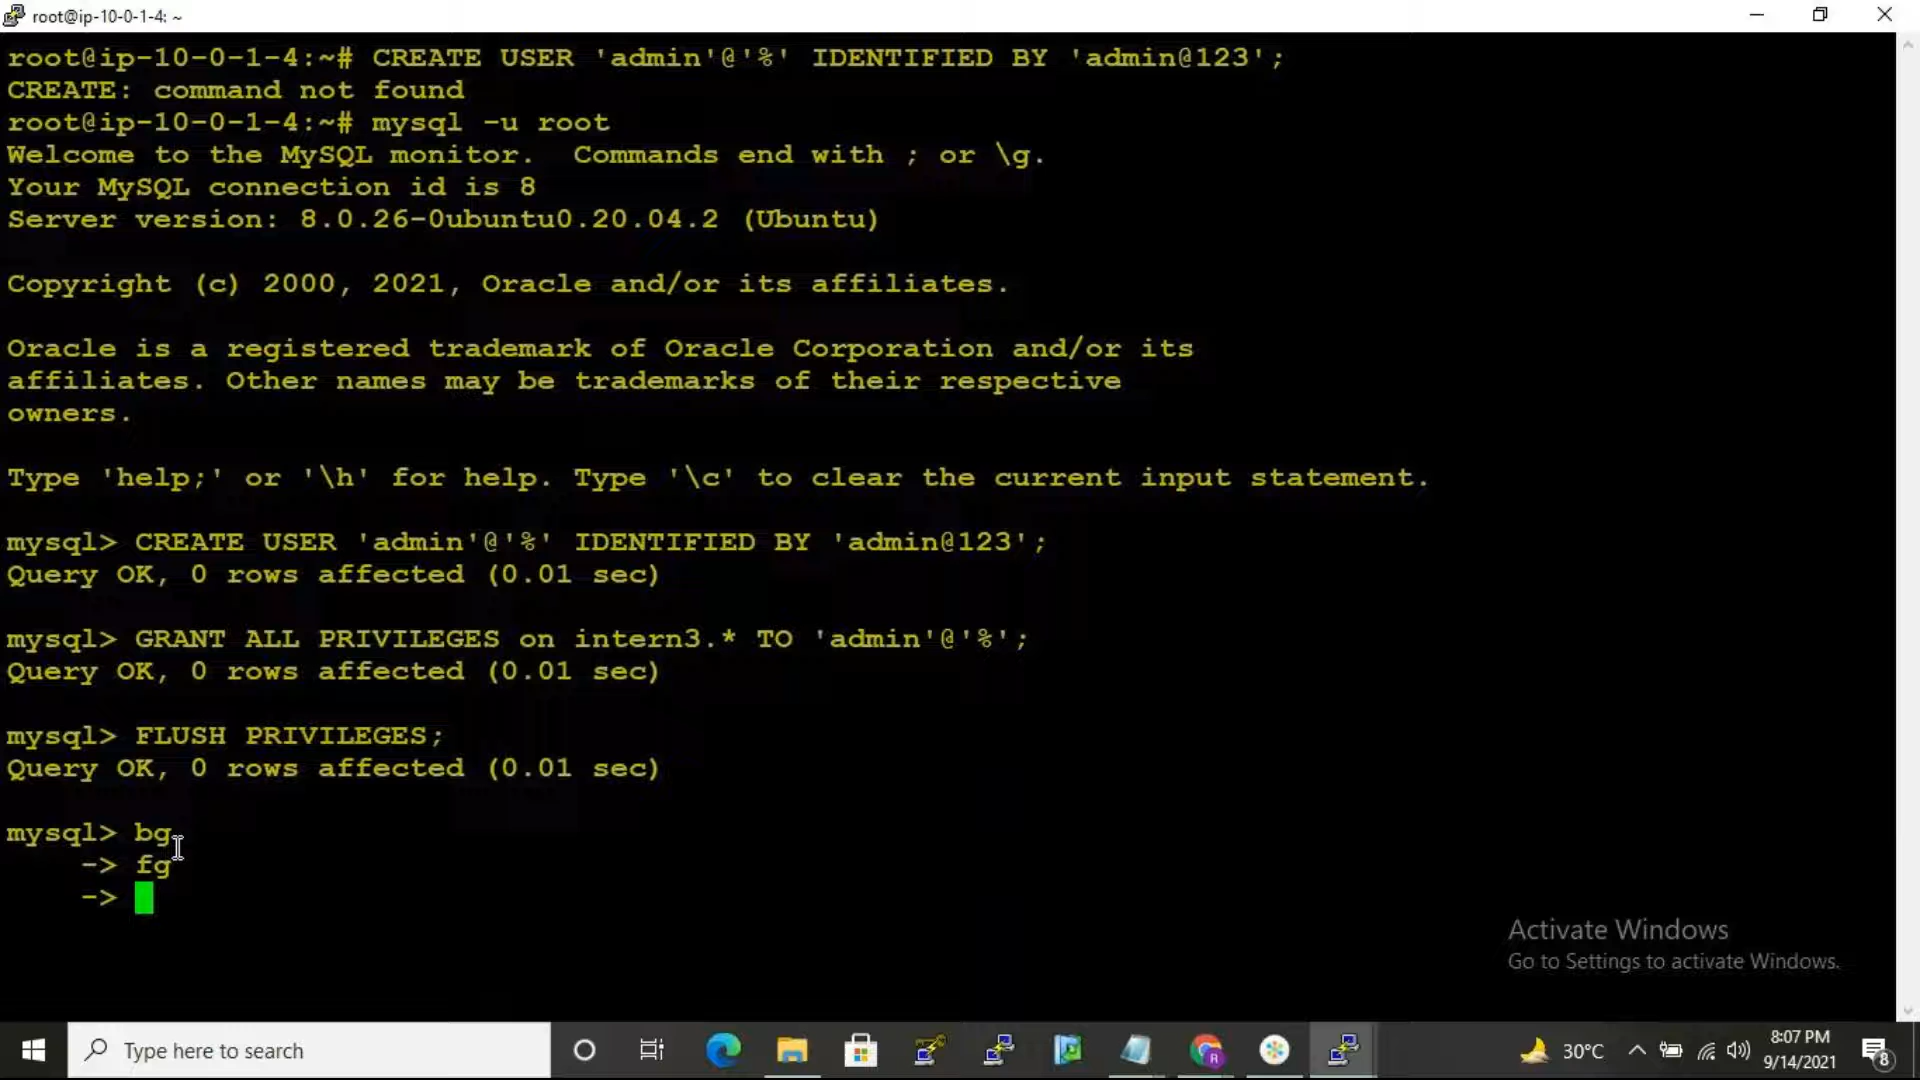 root@ip-10-0-1-4: ~
root@ip-10-0-1-4:~# CREATE USER 'admin'@'%' IDENTIFIED BY 'admin@123';
CREATE: command not found
root@ip-10-0-1-4:~# mysql -u root
Welcome to the MySQL monitor.  Commands end with ; or \g.
Your MySQL connection id is 8
Server version: 8.0.26-0ubuntu0.20.04.2 (Ubuntu)
Copyright (c) 2000, 2021, Oracle and/or its affiliates.
Oracle is a registered trademark of Oracle Corporation and/or its
affiliates. Other names may be trademarks of their respective
owners.
Type 'help;' or '\h' for help. Type '\c' to clear the current input statement.
mysql> CREATE USER 'admin'@'%' IDENTIFIED BY 'admin@123';
Query OK, 0 rows affected (0.01 sec)
mysql> GRANT ALL PRIVILEGES on intern3.* TO 'admin'@'%';
Query OK, 0 rows affected (0.01 sec)
mysql> FLUSH PRIVILEGES;
Query OK, 0 rows affected (0.01 sec)
mysql> bg
-> fg
->
Activate Windows
Go to Settings to activate Windows.
Type here to search
R
30°C
8:07 PM
9/14/2021
8